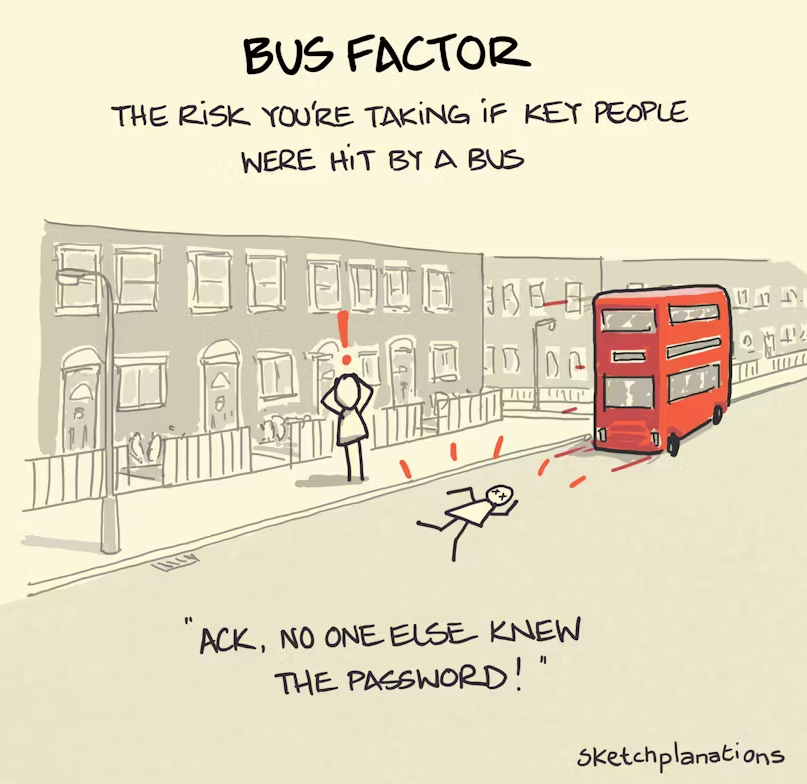 BUS FACTOR
THE RISK YOU'RE TAKING IF KEY PEOPLE
WERE HIT BY A BUS
!
"ACK, NO ONE ELSE KNEW
THE PASSWORD!"
sketchplanations